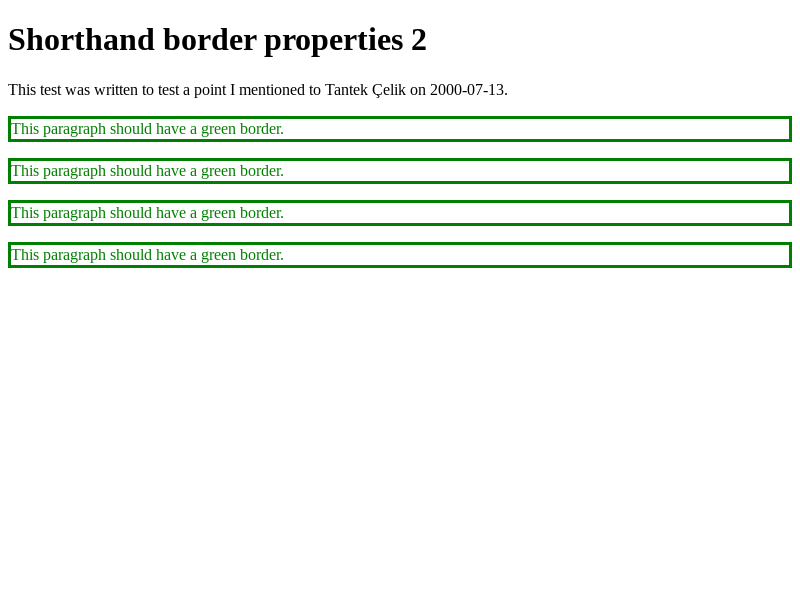 Shorthand border properties 2
This test was written to test a point I mentioned to Tantek Çelik on 2000-07-13.
This paragraph should have a green border.
This paragraph should have a green border.
This paragraph should have a green border.
This paragraph should have a green border.